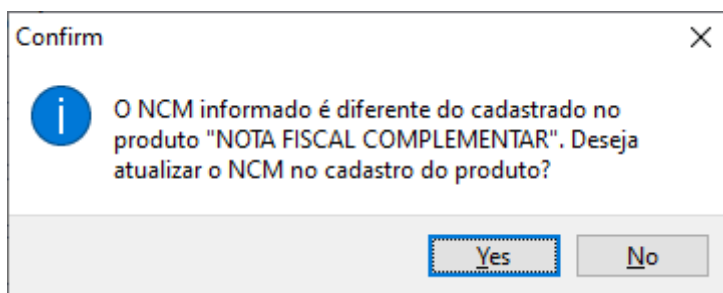 Confirm
O NCM informado é diferente do cadastrado no
produto "NOTA FISCAL COMPLEMENTAR". Deseja
atualizar o NCM no cadastro do produto?
Yes
No